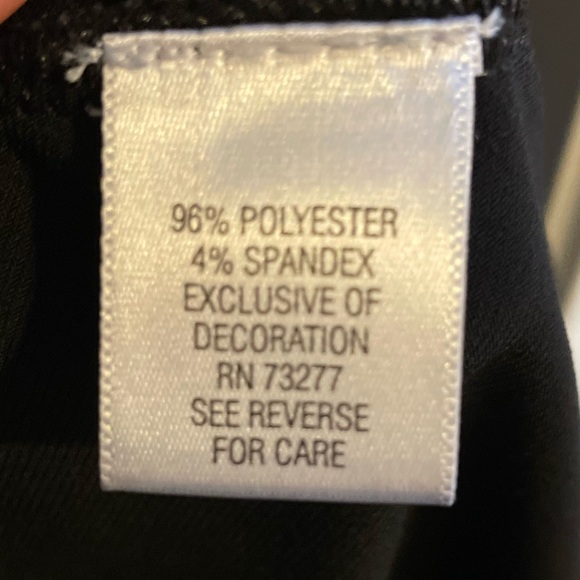 96% POLYESTER
4% SPANDEX
EXCLUSIVE OF
DECORATION
RN 73277
SEE REVERSE
FOR CARE